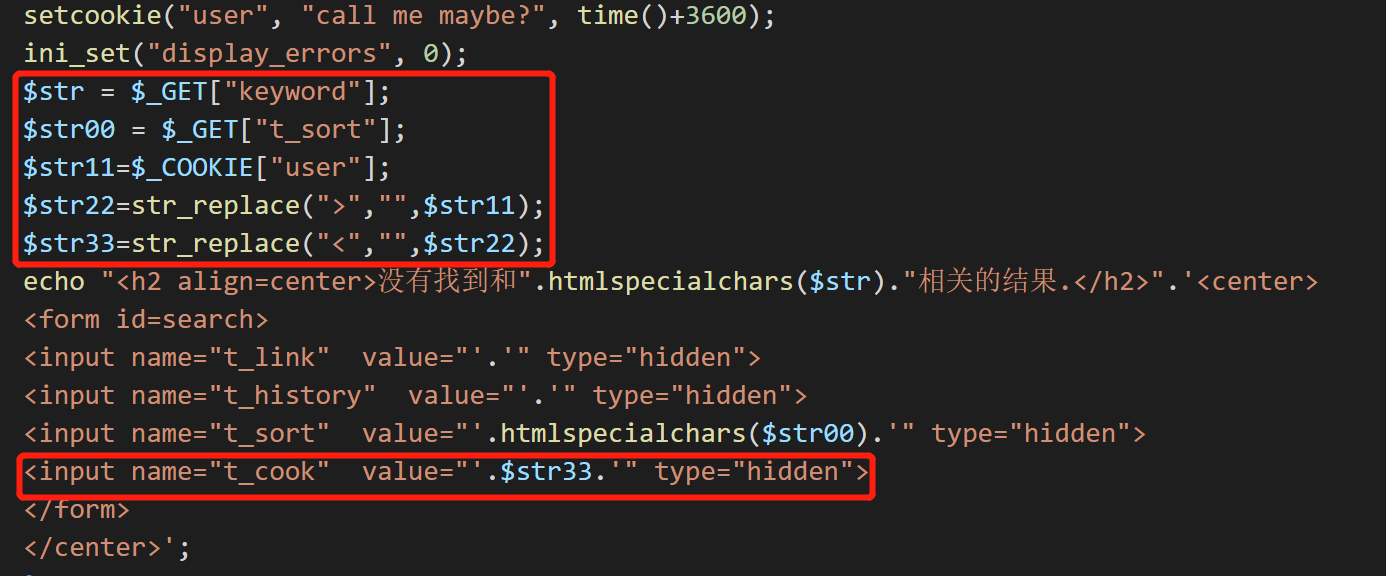 setcookie("user", "call me maybe?", time()+3600);
ini_set("display_errors", 0);
$str = $_GET["keyword"];
$str00 = $_GET["t_sort"];
$str11=$_COOKIE["user"];
$str22=str_replace(">","",$str11);
$str33=str_replace("<","",$str22);
echo "<h2 align=center>没有找到和".htmlspecialchars($str)."相关的结果.</h2>".'<center>
<form id=search>
<input name="t_link"  value="'.'" type="hidden">
<input name="t_history"  value="'.'" type="hidden">
<input name="t_sort"  value="'.htmlspecialchars($str00).'" type="hidden">
<input name="t_cook"  value="'.$str33.'" type="hidden">
</form>
</center>';